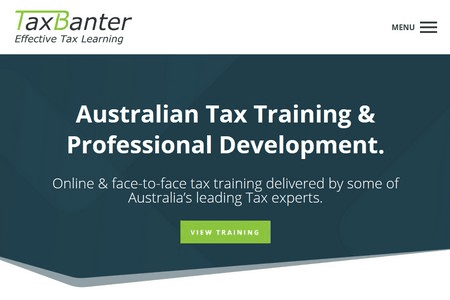 TaxBanter
Effective Tax Learning
MENU
Australian Tax Training &
Professional Development.
Online & face-to-face tax training delivered by some of
Australia's leading Tax experts.
VIEW TRAINING